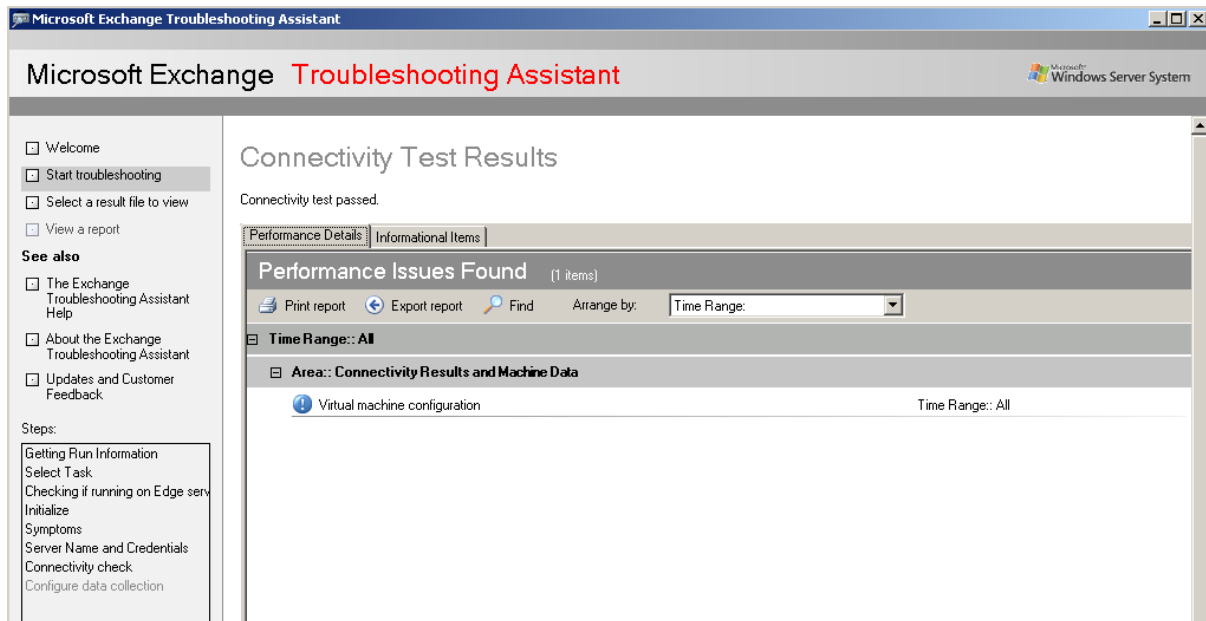 Microsoft Exchange Troubleshooting Assistant
Microsoft Exchange Troubleshooting Assistant
Microsoft
Windows Server System
Welcome
Start troubleshooting
Select a result file to view
View a report
See also
The Exchange
Troubleshooting Assistant
Help
About the Exchange
Troubleshooting Assistant
Updates and Customer
Feedback
Steps:
Getting Run Information
Select Task
Checking if running on Edge serv
Initialize
Symptoms
Server Name and Credentials
Connectivity check
Configure data collection
Connectivity Test Results
Connectivity test passed.
Performance Details Informational Items
Performance Issues Found (1 items)
Print report Export report Find Arrange by: Time Range:
Time Range:: All
Area:: Connectivity Results and Machine Data
Virtual machine configuration Time Range:: All